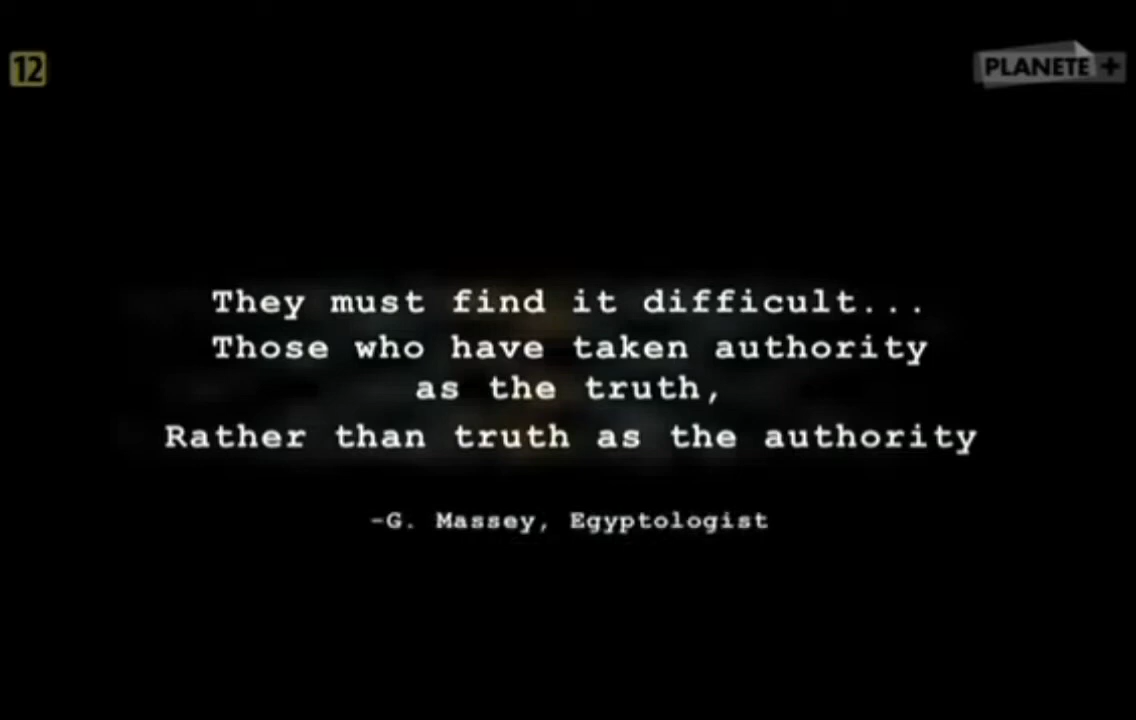 12
PLANETE +
They must find it difficult...
Those who have taken authority
as the truth,
Rather than truth as the authority
-G. Massey, Egyptologist